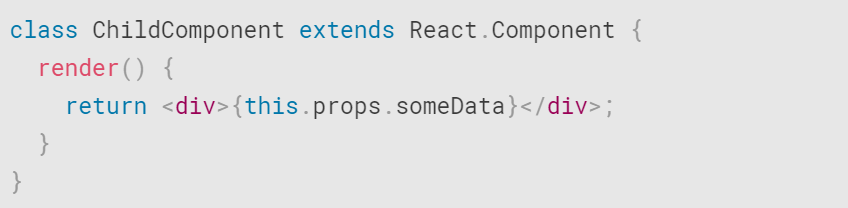 class ChildComponent extends React.Component {
  render() {
    return <div>{this.props.someData}</div>;
  }
}